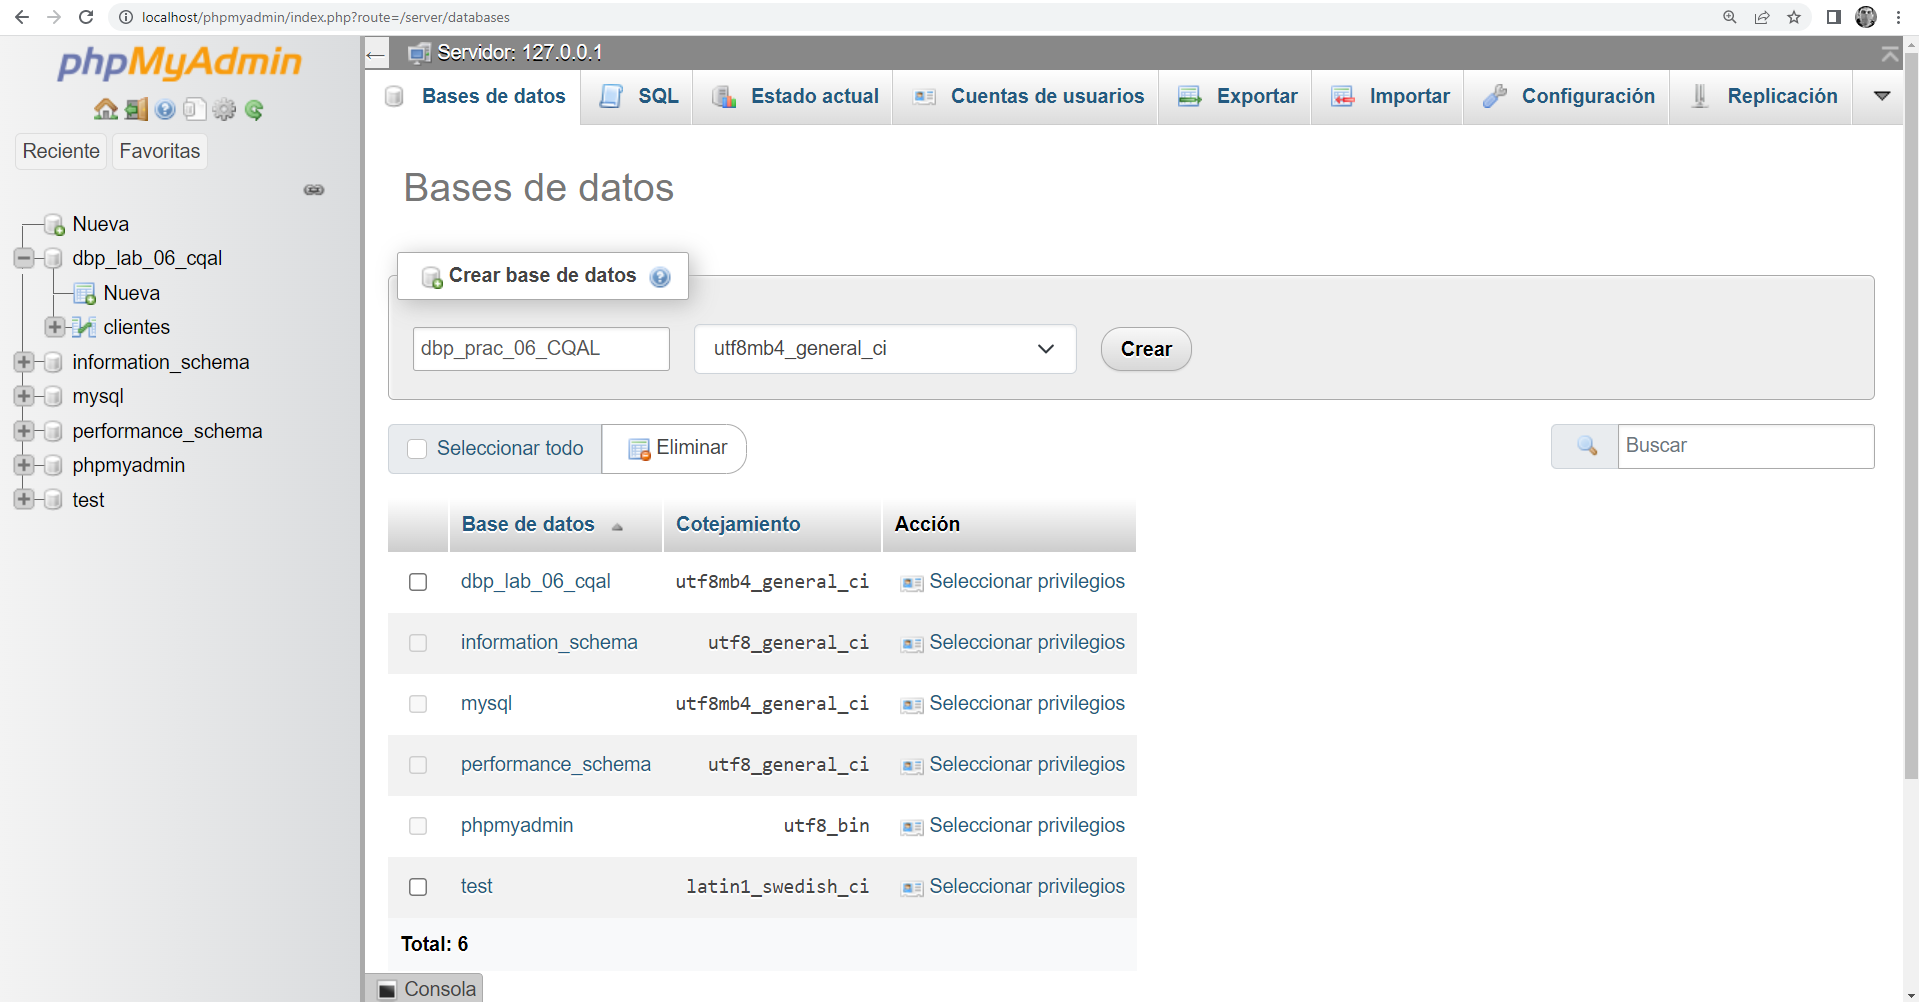 localhost/phpmyadmin/index.php?route=/server/databases
phpMyAdmin
Reciente
Favoritas
Nueva
dbp_lab_06_cqal
Nueva
clientes
information_schema
mysql
performance_schema
phpmyadmin
test
Servidor: 127.0.0.1
Bases de datos
SQL
Estado actual
Cuentas de usuarios
Exportar
Importar
Configuración
Replicación
Bases de datos
Crear base de datos
dbp_prac_06_CQAL
utf8mb4_general_ci
Crear
Seleccionar todo
Eliminar
Buscar
Base de datos Cotejamiento Acción
dbp_lab_06_cqal utf8mb4_general_ci Seleccionar privilegios
information_schema utf8_general_ci Seleccionar privilegios
mysql utf8mb4_general_ci Seleccionar privilegios
performance_schema utf8_general_ci Seleccionar privilegios
phpmyadmin utf8_bin Seleccionar privilegios
test latin1_swedish_ci Seleccionar privilegios
Total: 6
Consola